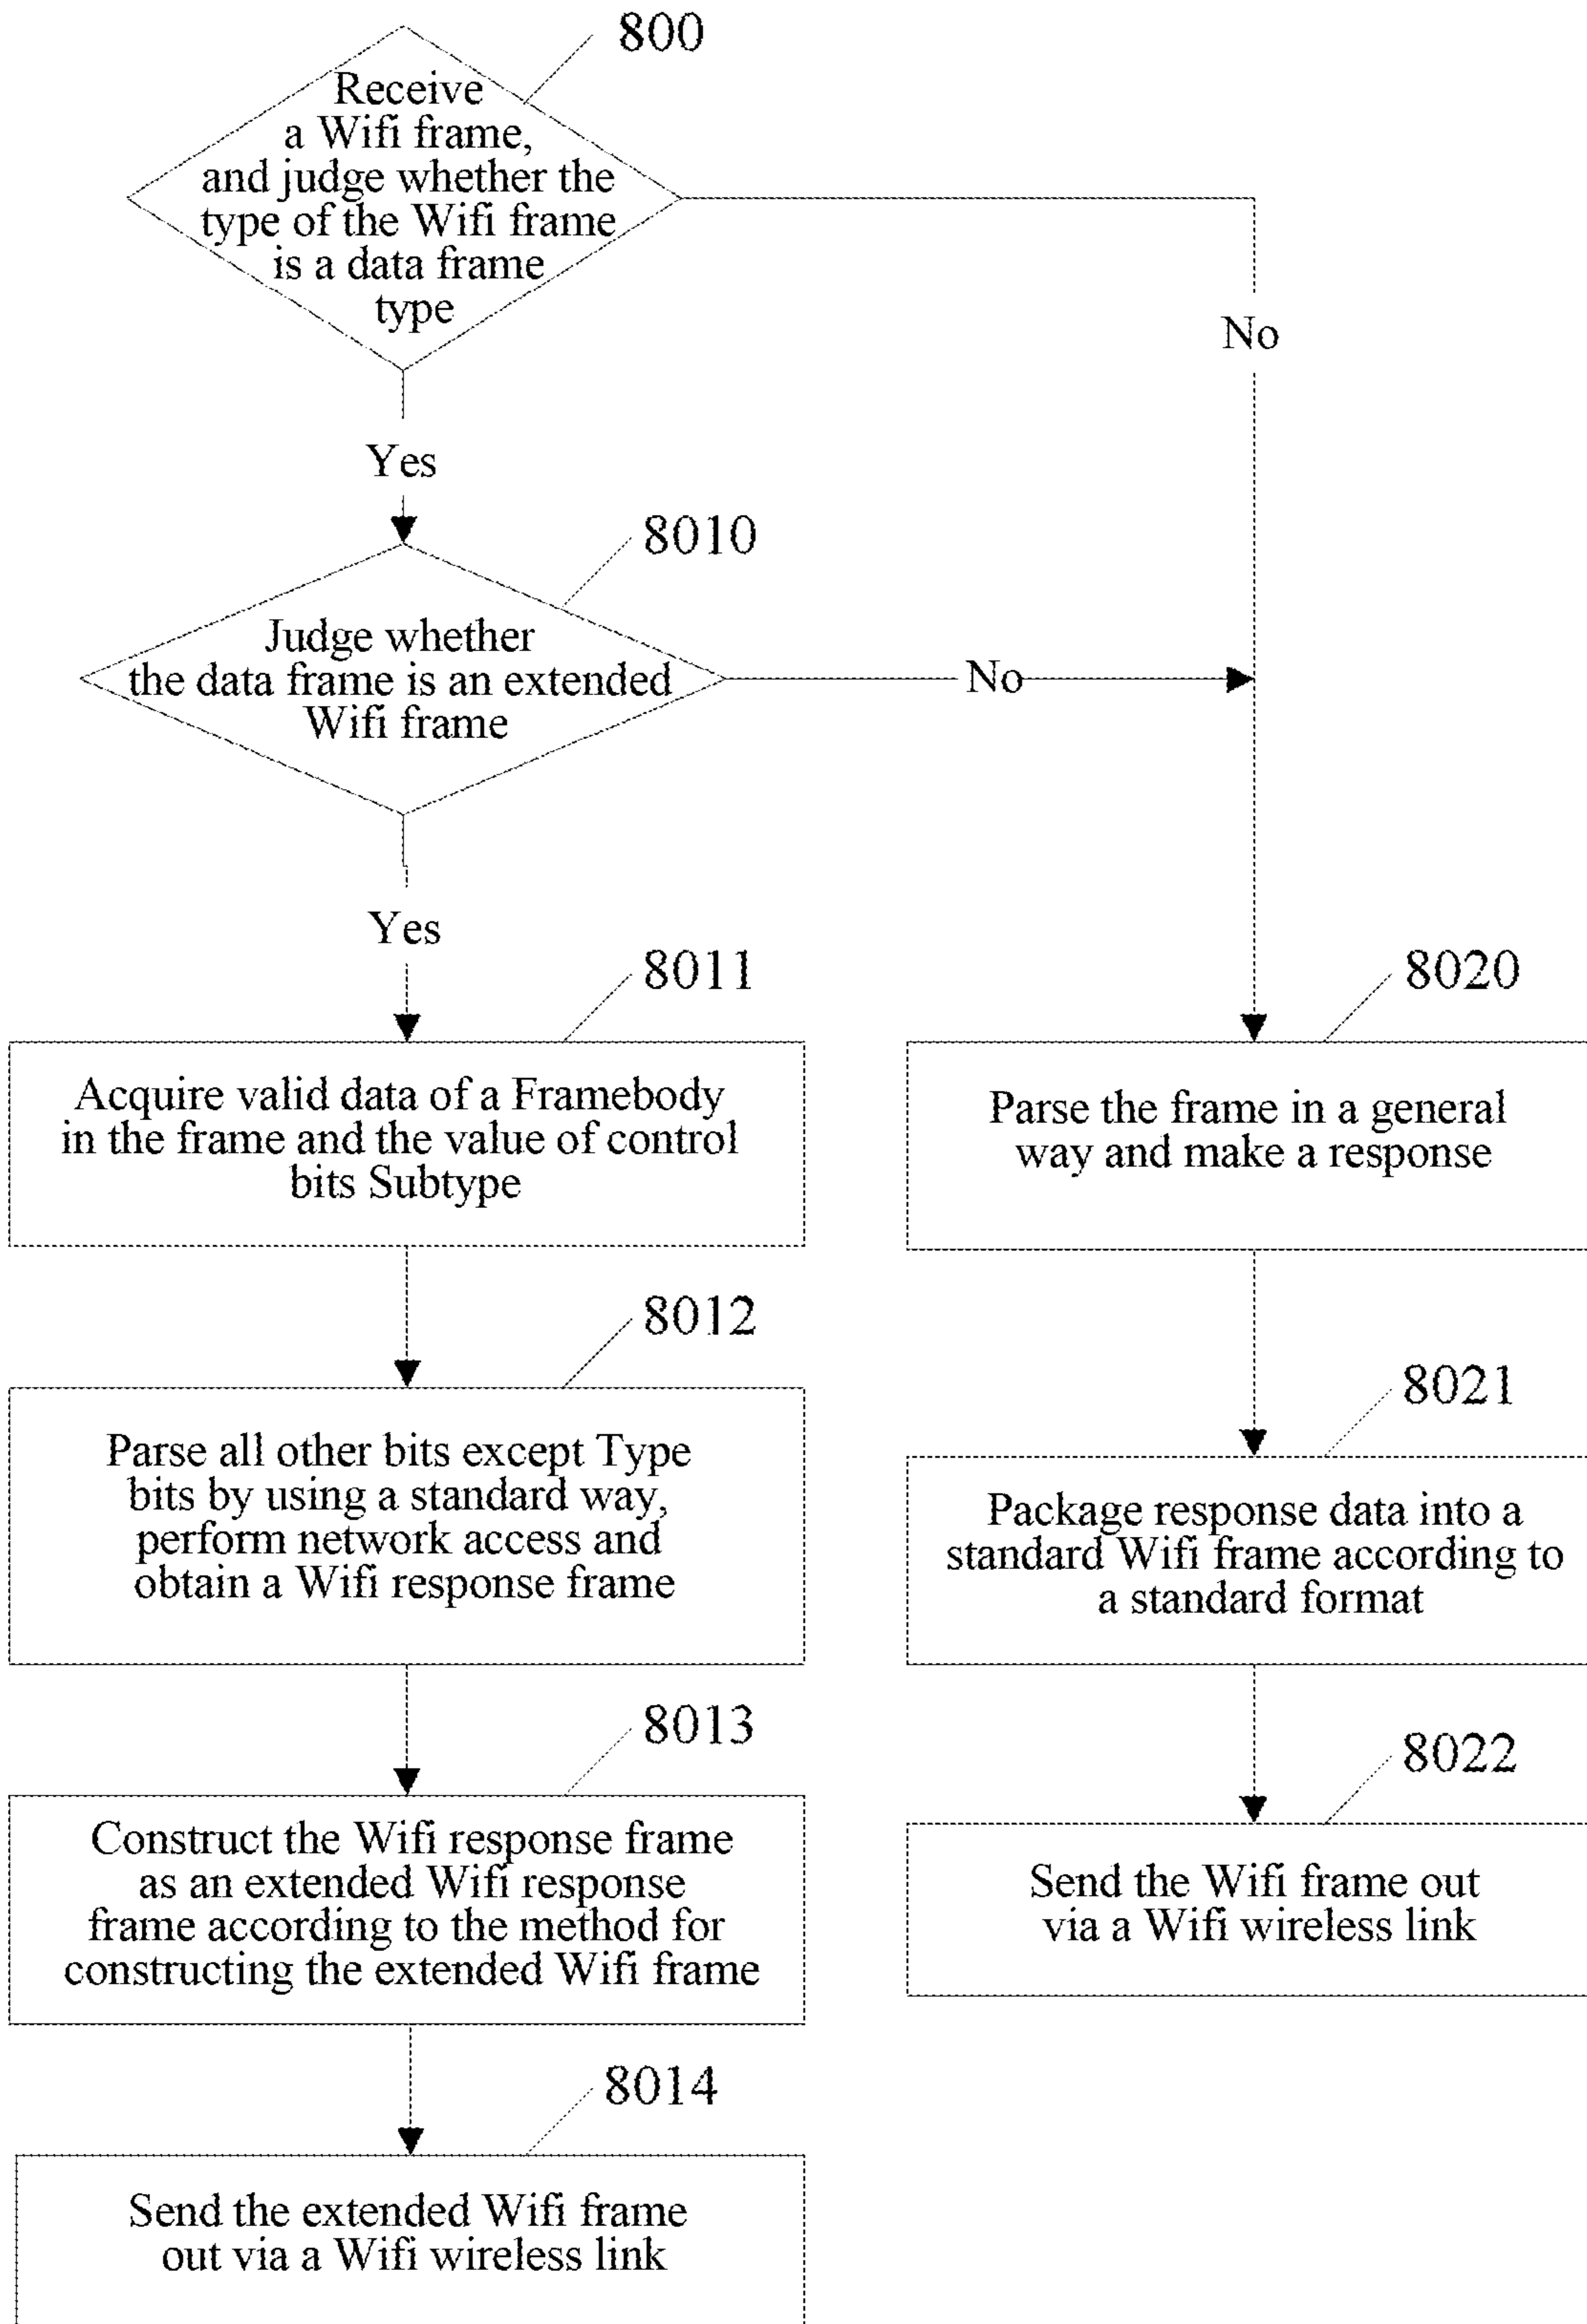 800
Receive
a Wifi frame,
and judge whether the
type of the Wifi frame
is a data frame
type
No
Yes
8010
Judge whether
the data frame is an extended
Wifi frame
No
Yes
8011
Acquire valid data of a Framebody
in the frame and the value of control
bits Subtype
8020
Parse the frame in a general
way and make a response
8012
Parse all other bits except Type
bits by using a standard way,
perform network access and
obtain a Wifi response frame
8021
Package response data into a
standard Wifi frame according to
a standard format
8013
Construct the Wifi response frame
as an extended Wifi response
frame according to the method for
constructing the extended Wifi frame
8022
Send the Wifi frame out
via a Wifi wireless link
8014
Send the extended Wifi frame
out via a Wifi wireless link